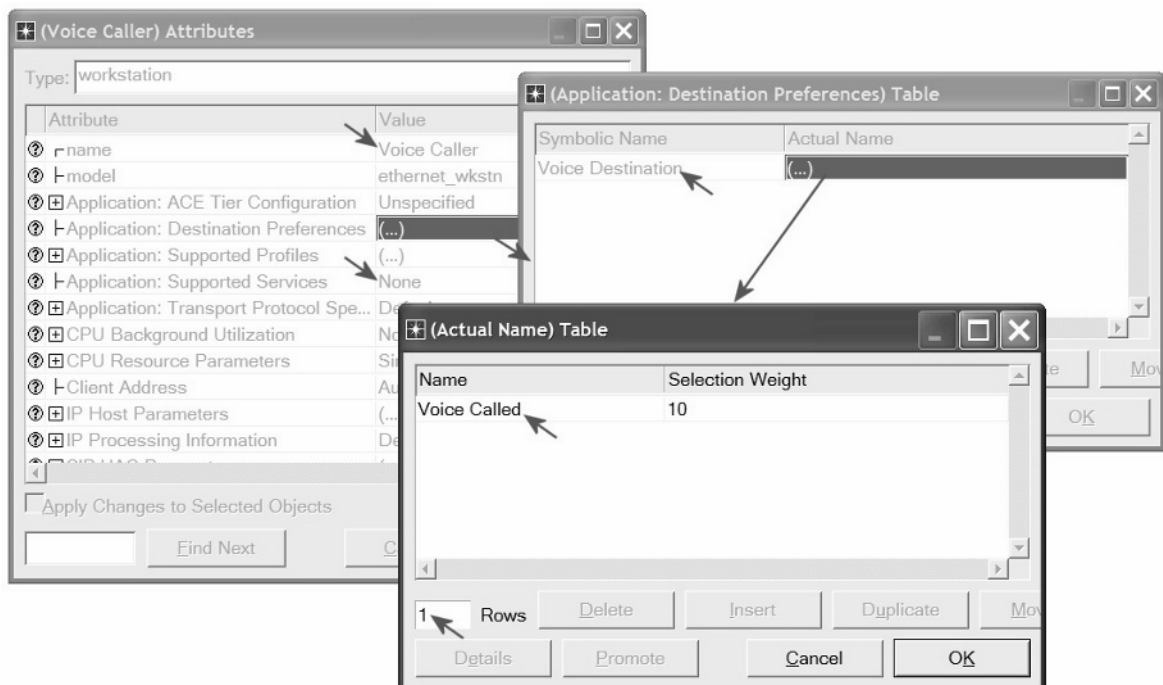 (Voice Caller) Attributes
Type: workstation
Attribute Value
name Voice Caller
model ethernet_wkstn
Application: ACE Tier Configuration Unspecified
Application: Destination Preferences (...)
Application: Supported Profiles (...)
Application: Supported Services None
Application: Transport Protocol Spe...
CPU Background Utilization
CPU Resource Parameters
Client Address
IP Host Parameters (...
IP Processing Information
Apply Changes to Selected Objects
Find Next
(Application: Destination Preferences) Table
Symbolic Name Actual Name
Voice Destination (...)
OK
(Actual Name) Table
Name Selection Weight
Voice Called 10
1 Rows Delete Insert Duplicate
Details Promote Cancel OK